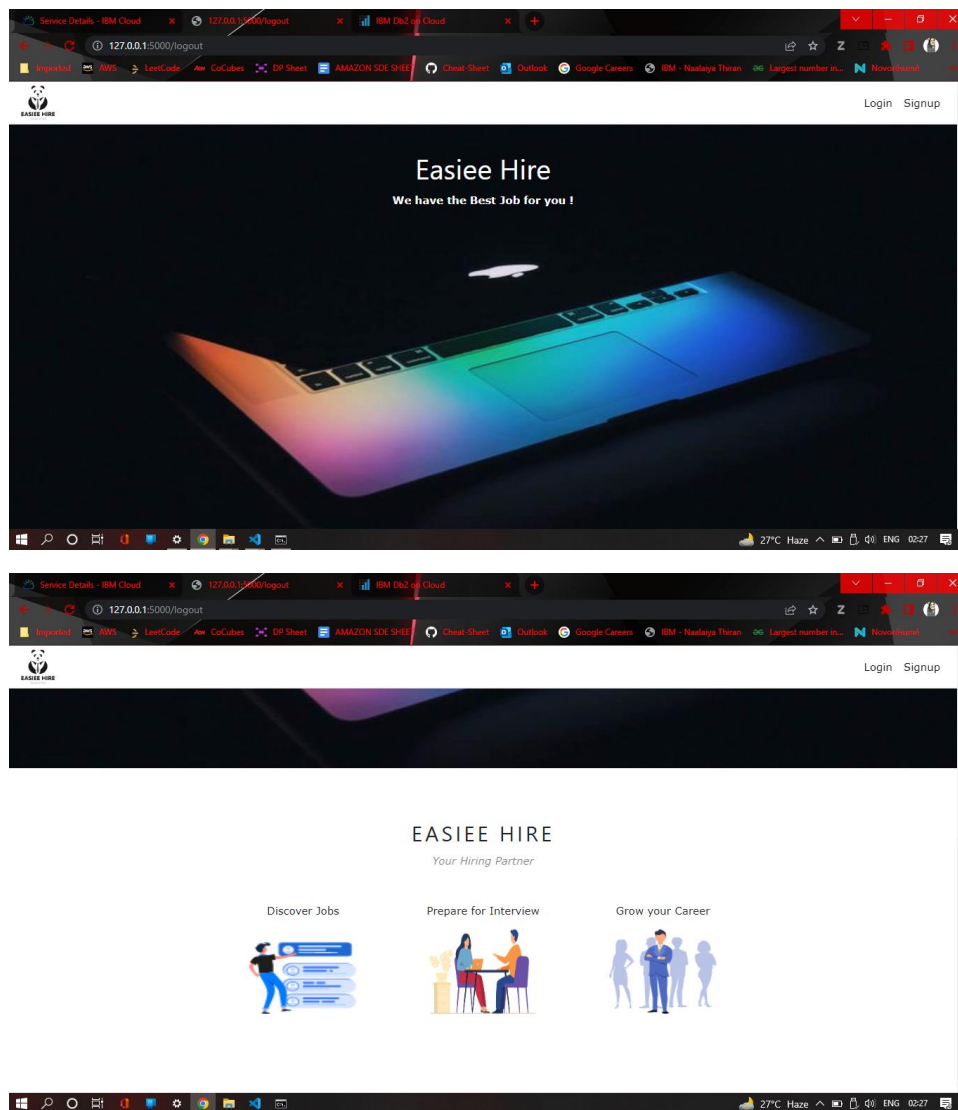 Service Details - IBM Cloud 127.0.0.1:5000/logout IBM Db2 on Cloud
127.0.0.1:5000/logout
Imported AWS LeetCode CoCubes DP Sheet AMAZON SDE SHEET Cheat-Sheet Outlook Google Careers IBM - Naalaiya Thiran Largest number in...
EASIEE HIRE
Login Signup
Easiee Hire
We have the Best Job for you !
27°C Haze ENG 02:27
Service Details - IBM Cloud 127.0.0.1:5000/logout IBM Db2 on Cloud
127.0.0.1:5000/logout
Imported AWS LeetCode CoCubes DP Sheet AMAZON SDE SHEET Cheat-Sheet Outlook Google Careers IBM - Naalaiya Thiran Largest number in...
EASIEE HIRE
Login Signup
EASIEE HIRE
Your Hiring Partner
Discover Jobs Prepare for Interview Grow your Career
27°C Haze ENG 02:27